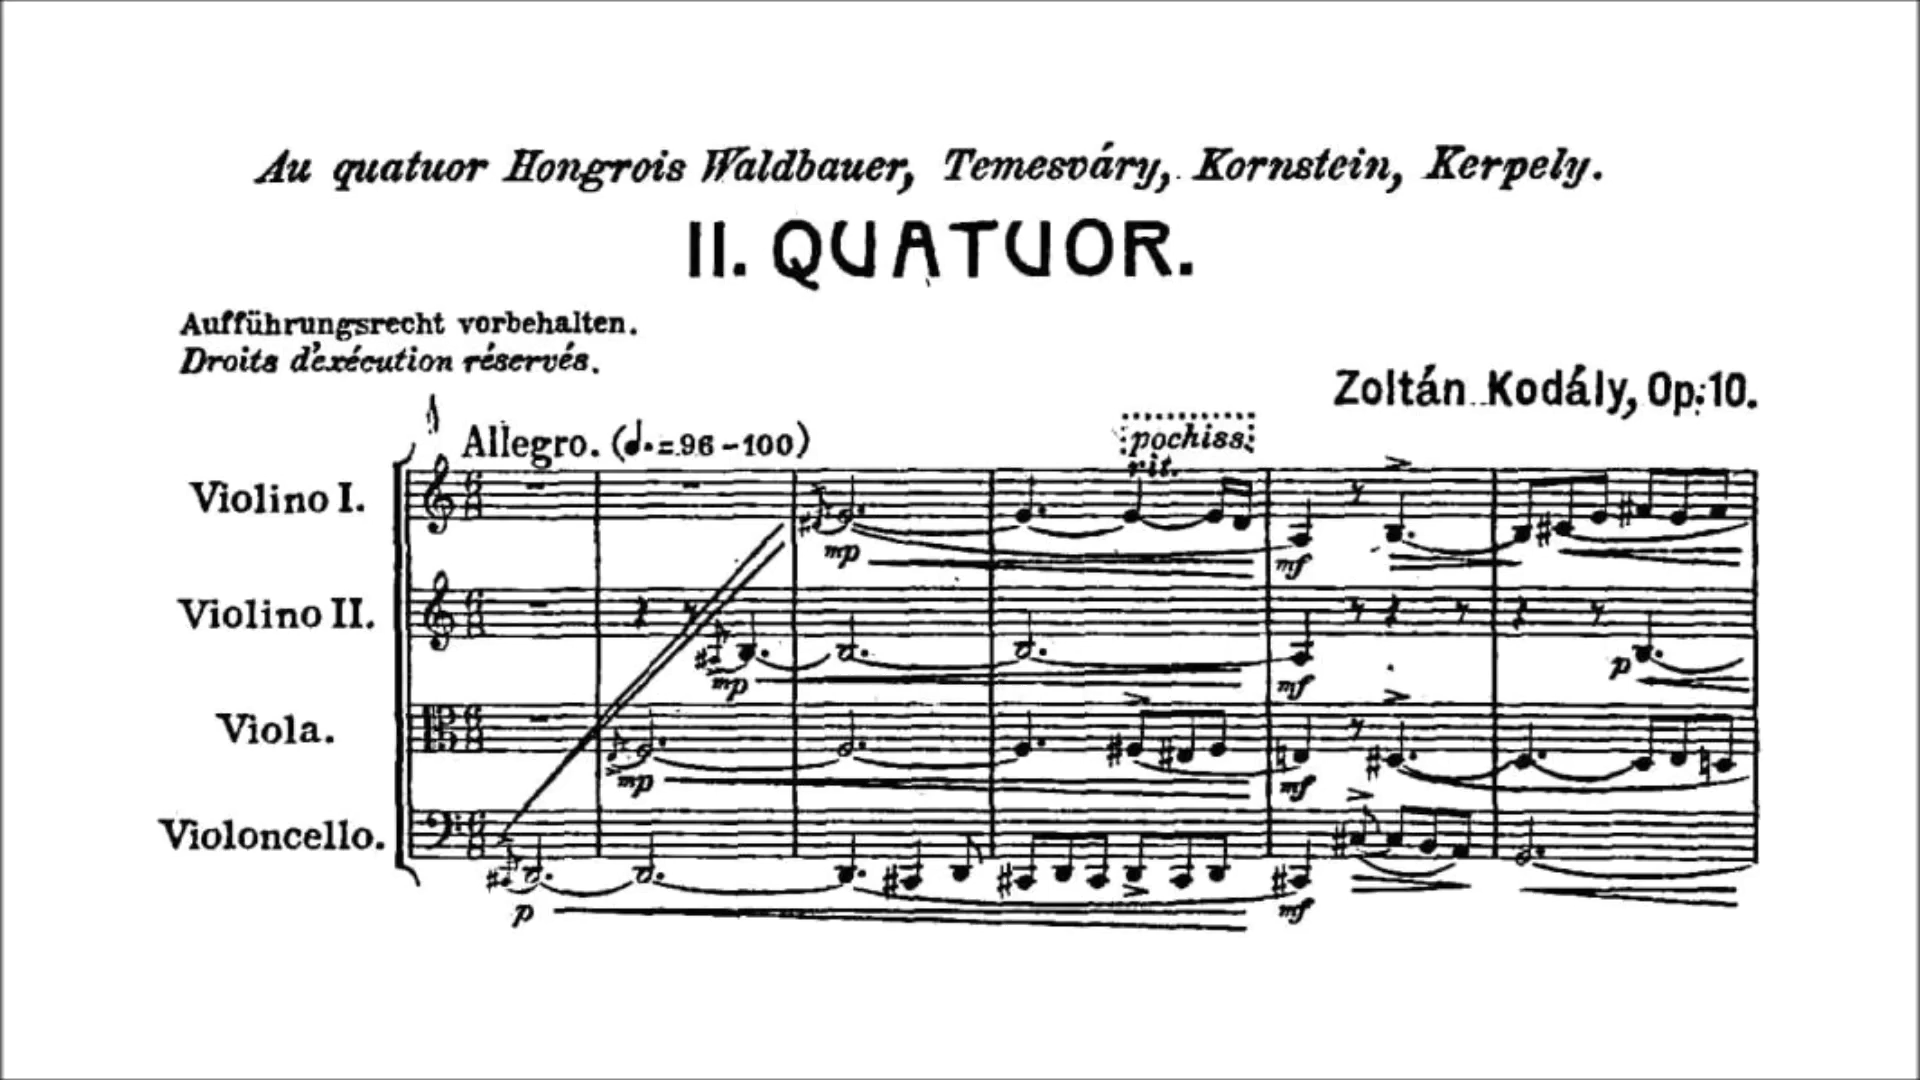 Au quatuor Hongrois Waldbauer, Temesváry, Kornstein, Kerpely.
II. QUATUOR.
Aufführungsrecht vorbehalten.
Droits d'exécution réservés.
Zoltán Kodály, Op. 10.
Allegro. (𝅗𝅥. = 96 – 100)
pochiss.
rit.
Violino I.
mp
mf
Violino II.
mp
mf
p
Viola.
mp
mf
Violoncello.
p
mf